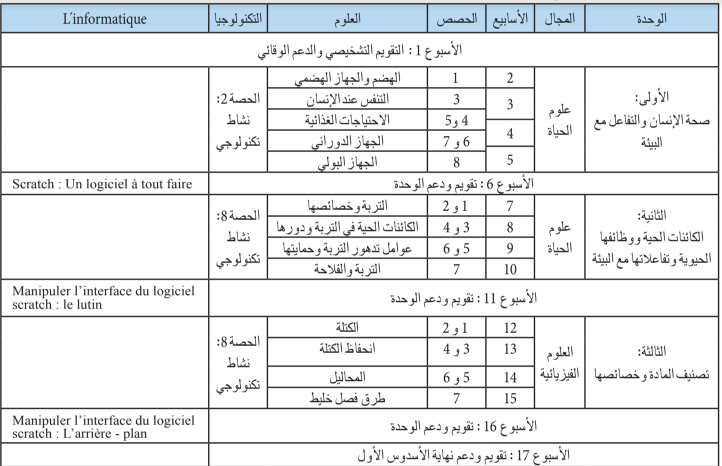 الوحدة المجال الأسابيع الحصص العلوم التكنولوجيا L'informatique
الأسبوع 1 : التقويم التشخيصي والدعم الوقائي
الأولى:
صحة الإنسان والتفاعل مع
البيئة
علوم
الحياة
2 1 الهضم والجهاز الهضمي
3 3 التنفس عند الإنسان
4 و5 الاحتياجات الغذائية
4 6 و 7 الجهاز الدوراني
5 8 الجهاز البولي
الحصة 2:
نشاط
تكنولوجي
الأسبوع 6 : تقويم ودعم الوحدة
Scratch : Un logiciel à tout faire
الثانية:
الكائنات الحية ووظائفها
الحيوية وتفاعلاتها مع البيئة
علوم
الحياة
7 1 و 2 التربة وخصائصها
8 3 و 4 الكائنات الحية في التربة ودورها
9 5 و 6 عوامل تدهور التربة وحمايتها
10 7 التربة والفلاحة
الحصة 8:
نشاط
تكنولوجي
الأسبوع 11 : تقويم ودعم الوحدة
Manipuler l'interface du logiciel
scratch : le lutin
الثالثة:
تصنيف المادة وخصائصها
العلوم
الفيزيائية
12 1 و 2 الكتلة
13 3 و 4 انحفاظ الكتلة
14 5 و 6 المحاليل
15 7 طرق فصل خليط
الحصة 8:
نشاط
تكنولوجي
الأسبوع 16 : تقويم ودعم الوحدة
Manipuler l'interface du logiciel
scratch : L'arrière - plan
الأسبوع 17 : تقويم ودعم نهاية الأسدوس الأول